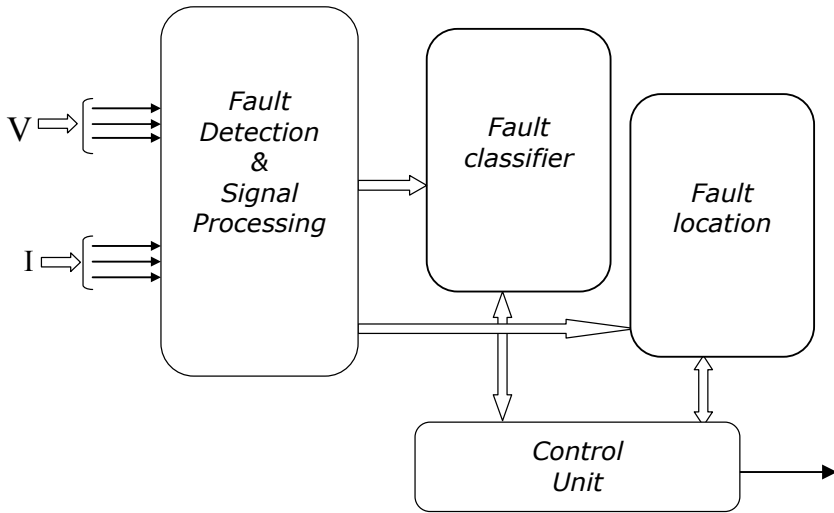 V
I
Fault
Detection
&
Signal
Processing
Fault
classifier
Fault
location
Control
Unit